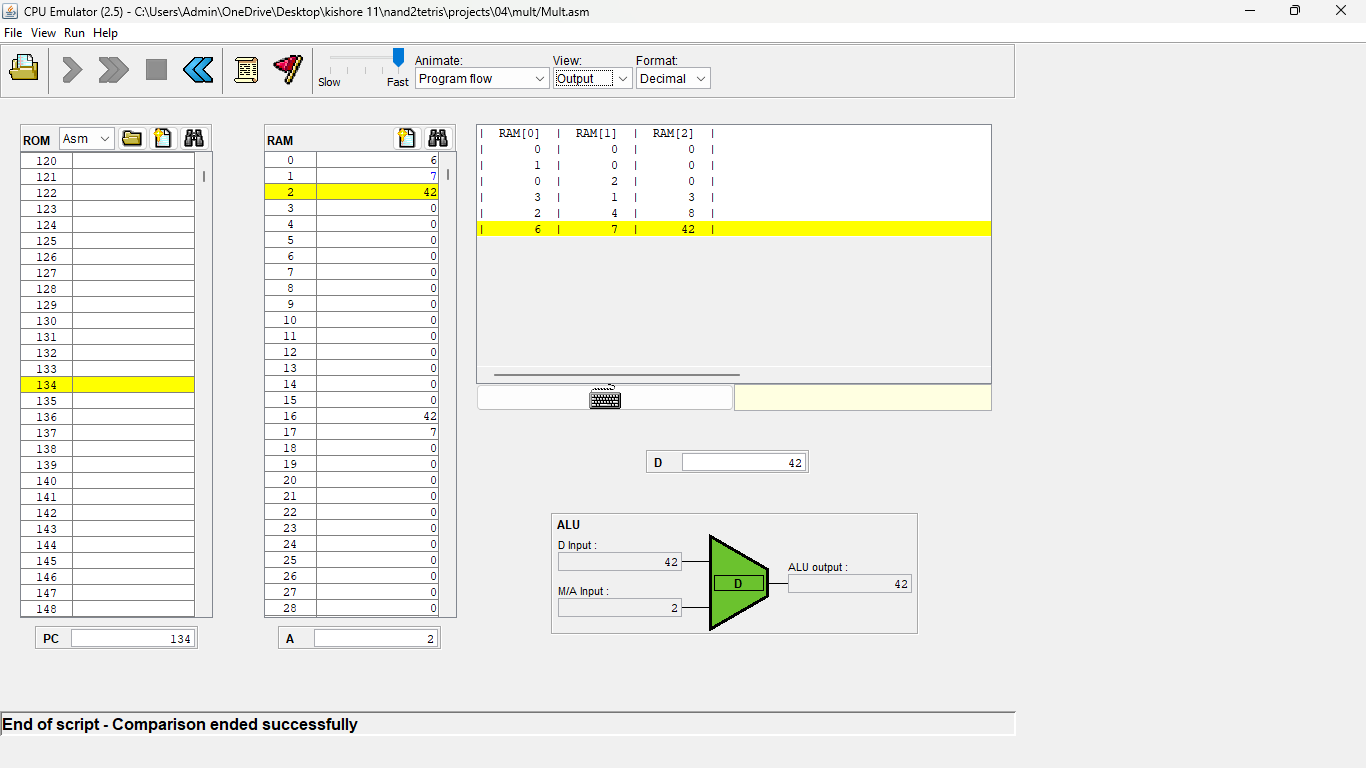 CPU Emulator (2.5) - C:\Users\Admin\OneDrive\Desktop\kishore 11\nand2tetris\projects\04\mult/Mult.asm
File View Run Help
Slow Fast
Animate: View: Format:
Program flow Output Decimal
ROM Asm
120
121
122
123
124
125
126
127
128
129
130
131
132
133
134
135
136
137
138
139
140
141
142
143
144
145
146
147
148
PC 134
RAM
0 6
1 7
2 42
3 0
4 0
5 0
6 0
7 0
8 0
9 0
10 0
11 0
12 0
13 0
14 0
15 0
16 42
17 7
18 0
19 0
20 0
21 0
22 0
23 0
24 0
25 0
26 0
27 0
28 0
A 2
| RAM[0] | RAM[1] | RAM[2] |
| 0 | 0 | 0 |
| 1 | 0 | 0 |
| 0 | 2 | 0 |
| 3 | 1 | 3 |
| 2 | 4 | 8 |
| 6 | 7 | 42 |
D 42
ALU
D Input :
42
M/A Input :
2
D
ALU output :
42
End of script - Comparison ended successfully